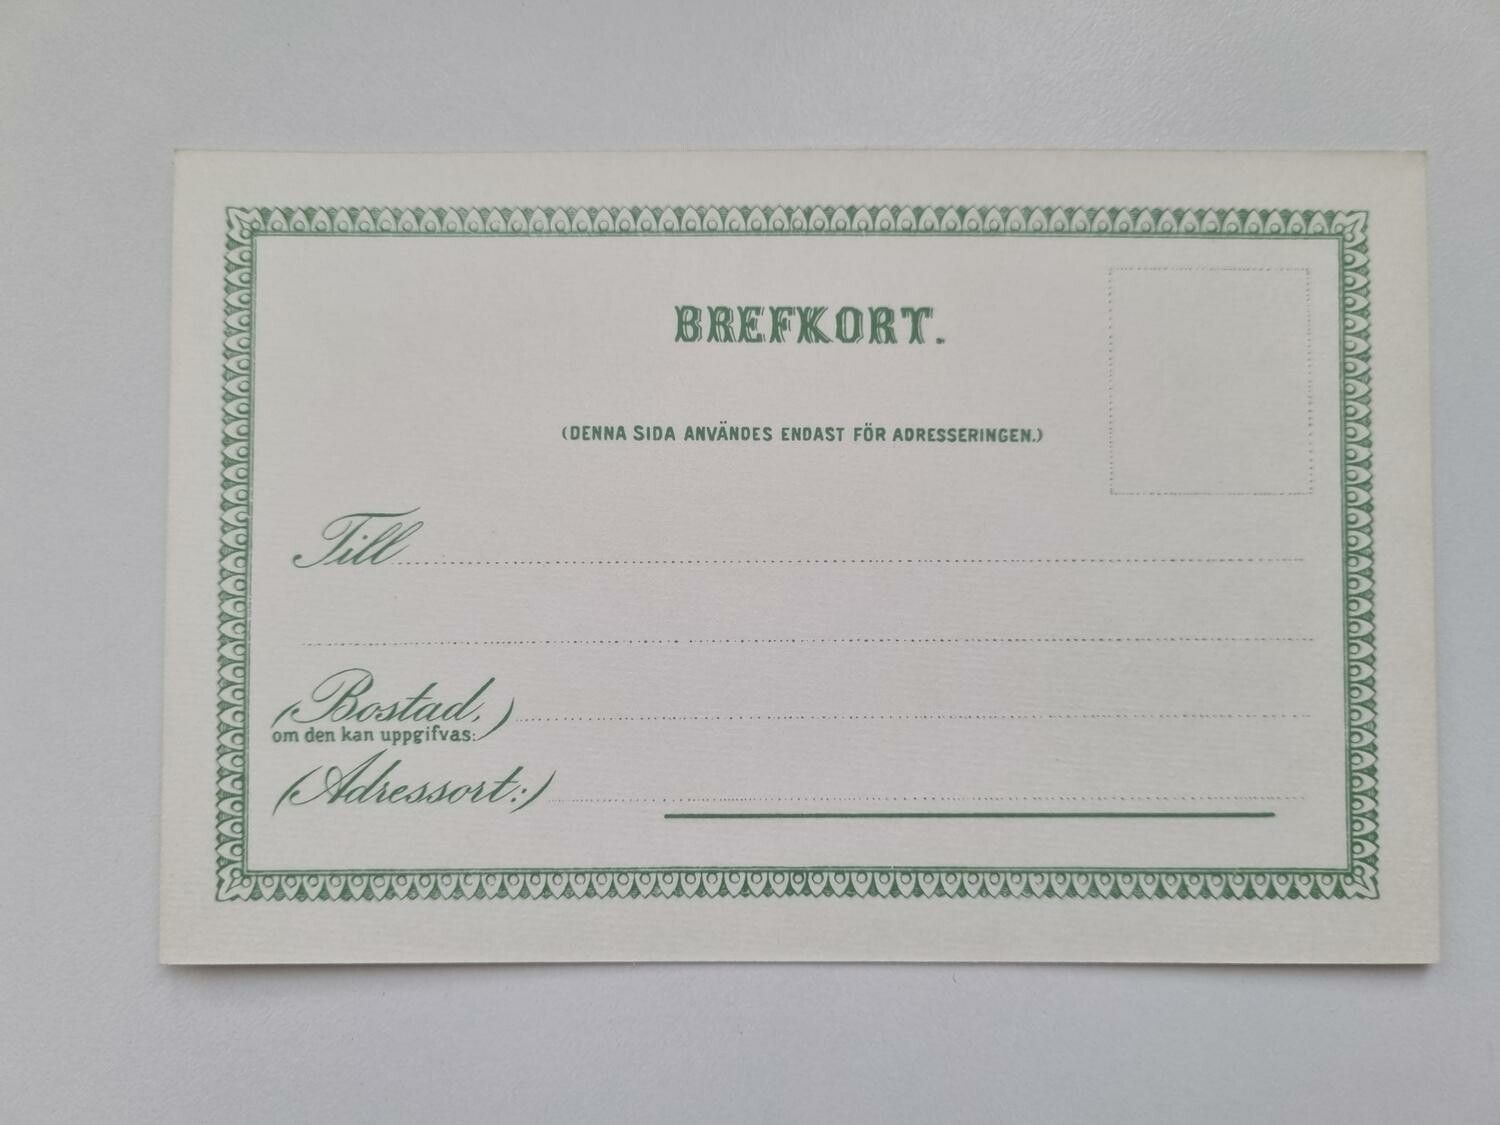 BREFKORT.
(DENNA SIDA ANVÄNDES ENDAST FÖR ADRESSERINGEN.)
Till
(Bostad,)
om den kan uppgifvas:
(Adressort:)